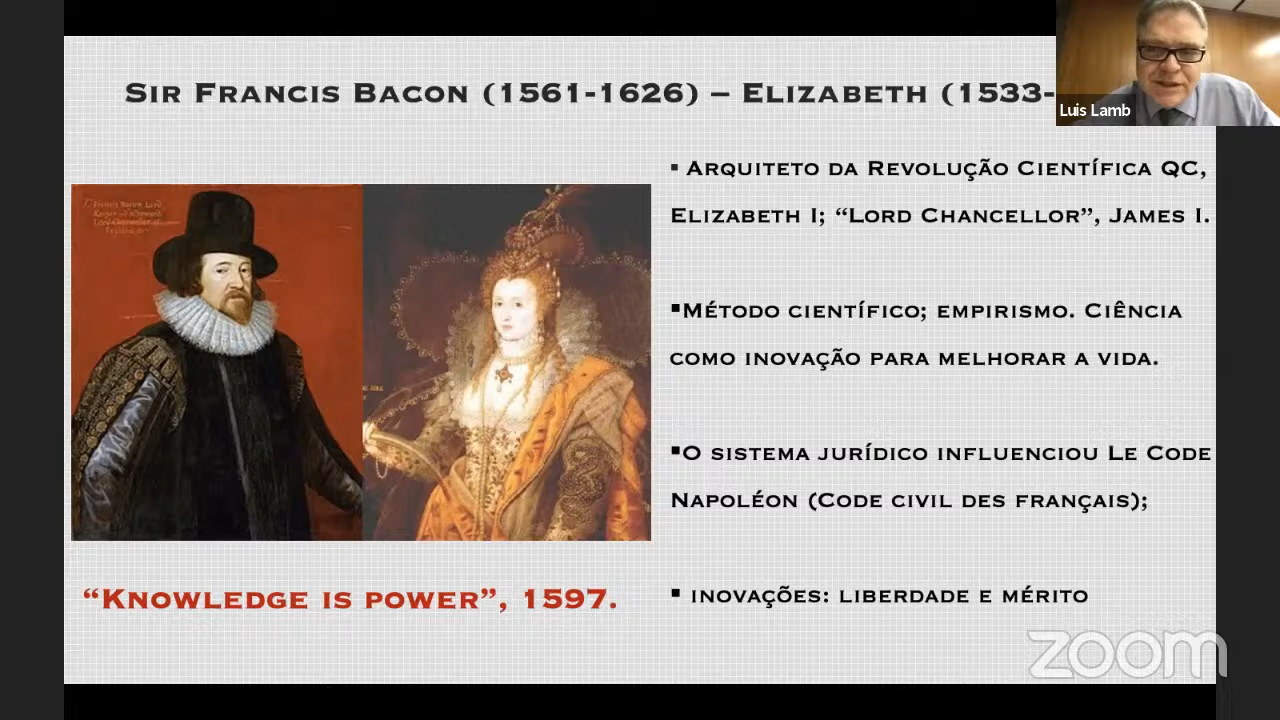 Sir Francis Bacon (1561-1626) – Elizabeth (1533-
Luis Lamb
▪ Arquiteto da Revolução Científica QC,
Elizabeth I; “Lord Chancellor”, James I.
▪Método científico; empirismo. Ciência
como inovação para melhorar a vida.
▪O sistema jurídico influenciou Le Code
Napoléon (Code civil des français);
“Knowledge is power”, 1597.
▪ inovações: liberdade e mérito
zoom